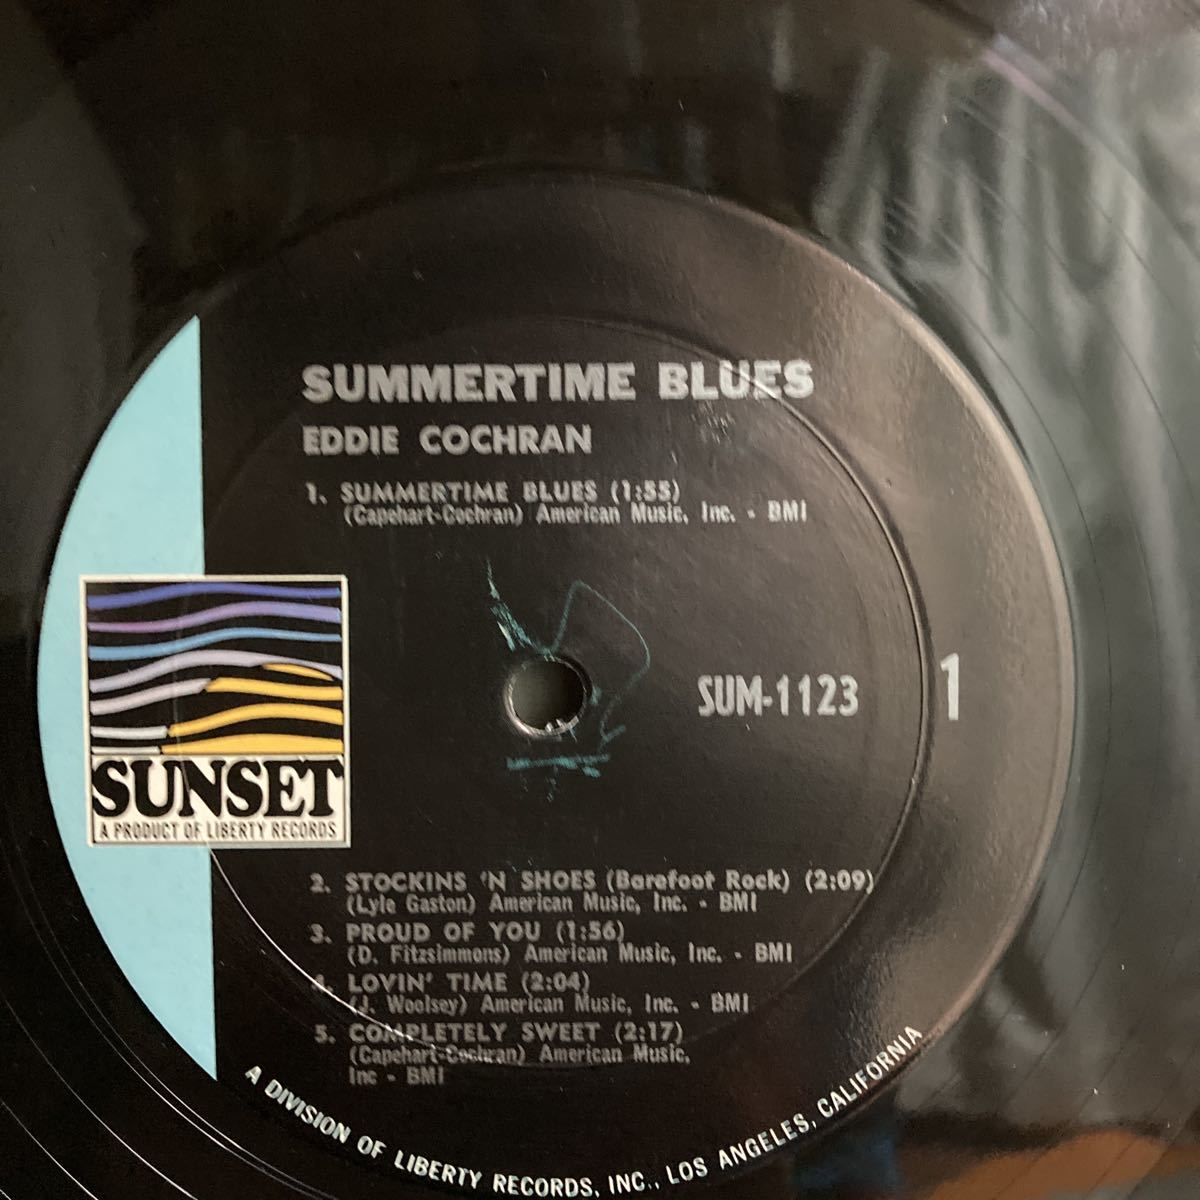 SUMMERTIME BLUES
EDDIE COCHRAN
1. SUMMERTIME BLUES (1:55)
(Capehart-Cochran) American Music, Inc. - BMI
SUM-1123
1
SUNSET
A PRODUCT OF LIBERTY RECORDS
2. STOCKINS 'N SHOES (Barefoot Rock) (2:09)
(Lyle Gaston) American Music, Inc. - BMI
3. PROUD OF YOU (1:56)
(D. Fitzsimmons) American Music, Inc. - BMI
4. LOVIN' TIME (2:04)
(J. Woolsey) American Music, Inc. - BMI
5. COMPLETELY SWEET (2:17)
(Capehart-Cochran) American Music,
Inc - BMI
A DIVISION OF LIBERTY RECORDS, INC., LOS ANGELES, CALIFORNIA